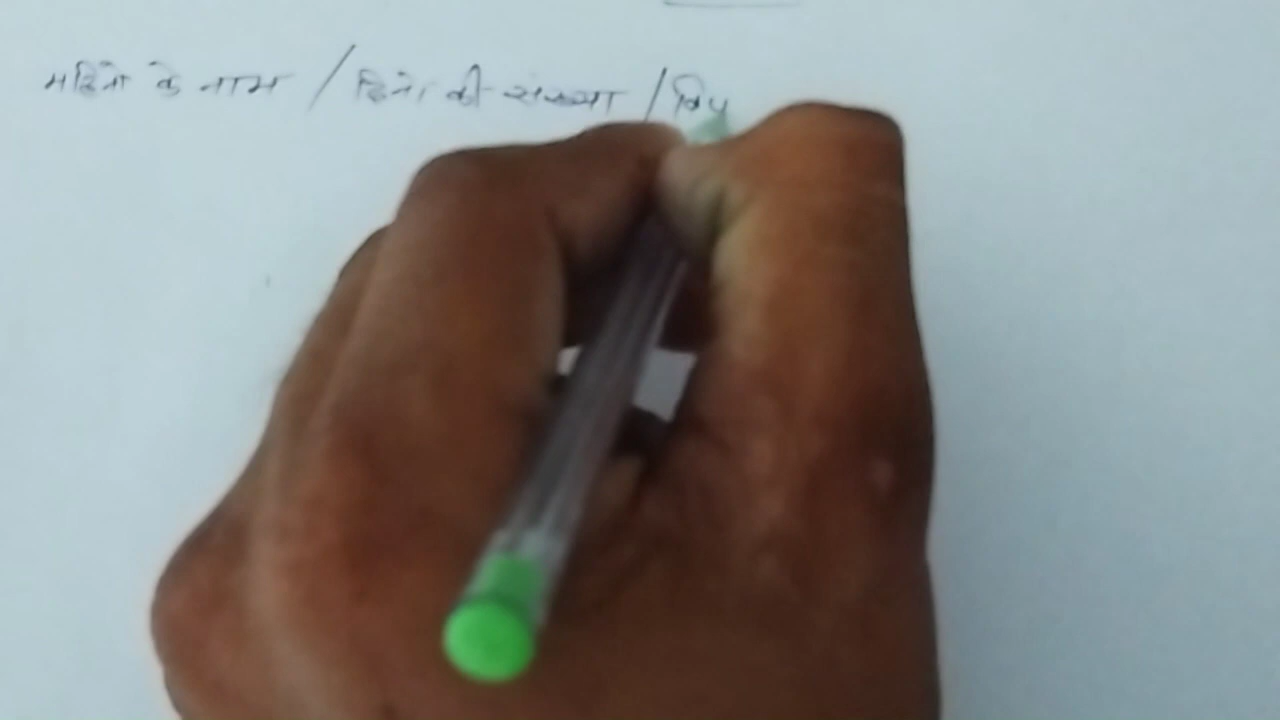 महिने के नाम / दिनो की संख्या / विष